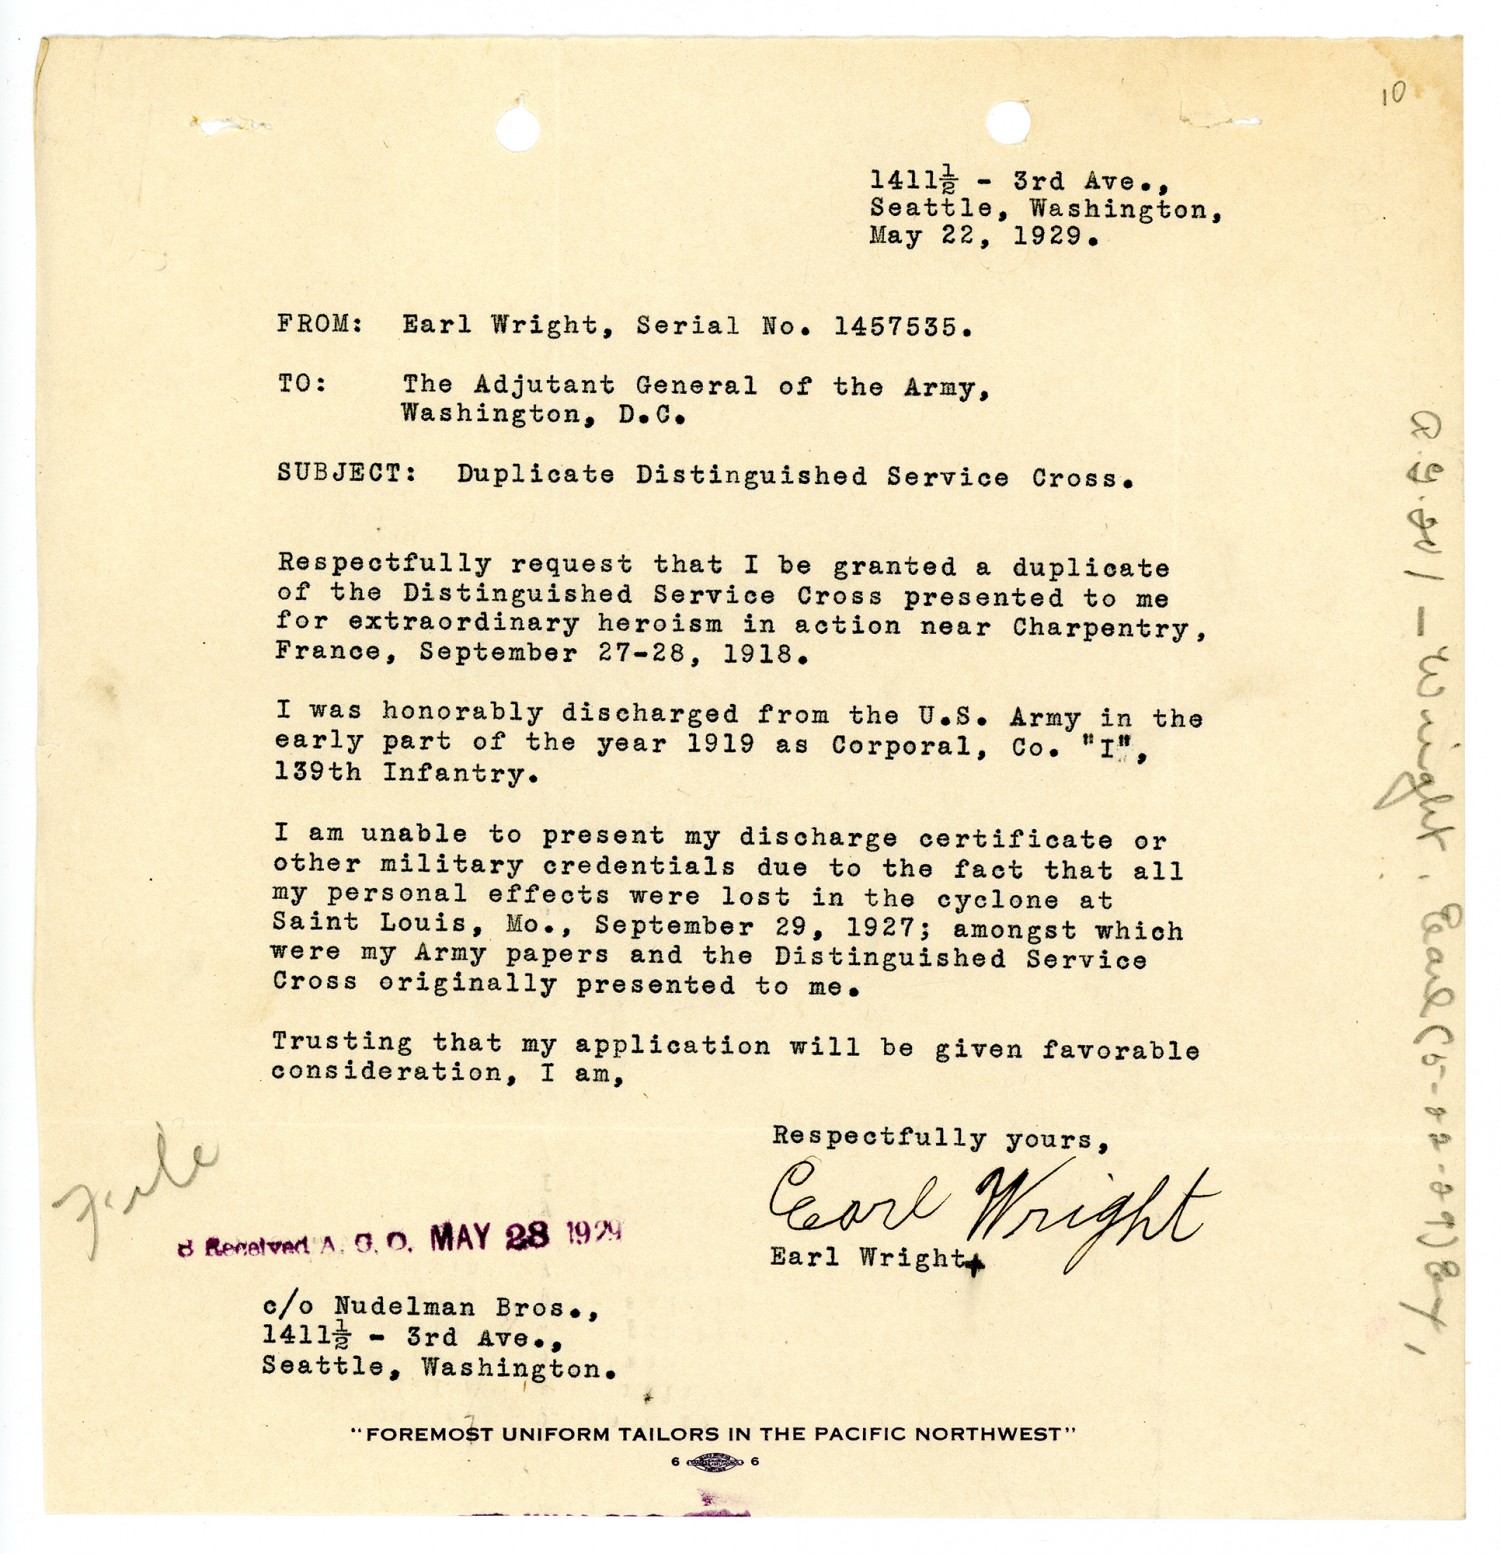 10
1411½ - 3rd Ave.,
Seattle, Washington,
May 22, 1929.
FROM: Earl Wright, Serial No. 1457535.
TO: The Adjutant General of the Army,
Washington, D.C.
SUBJECT: Duplicate Distinguished Service Cross.
Respectfully request that I be granted a duplicate
of the Distinguished Service Cross presented to me
for extraordinary heroism in action near Charpentry,
France, September 27-28, 1918.
I was honorably discharged from the U.S. Army in the
early part of the year 1919 as Corporal, Co. "I",
139th Infantry.
I am unable to present my discharge certificate or
other military credentials due to the fact that all
my personal effects were lost in the cyclone at
Saint Louis, Mo., September 29, 1927; amongst which
were my Army papers and the Distinguished Service
Cross originally presented to me.
Trusting that my application will be given favorable
consideration, I am,
Respectfully yours,
Earl Wright
Earl Wright
File
Received A. G. O. MAY 28 1929
c/o Nudelman Bros.,
1411½ - 3rd Ave.,
Seattle, Washington.
"FOREMOST UNIFORM TAILORS IN THE PACIFIC NORTHWEST"
6 6
201 - Wright, Earl (5-22-29)